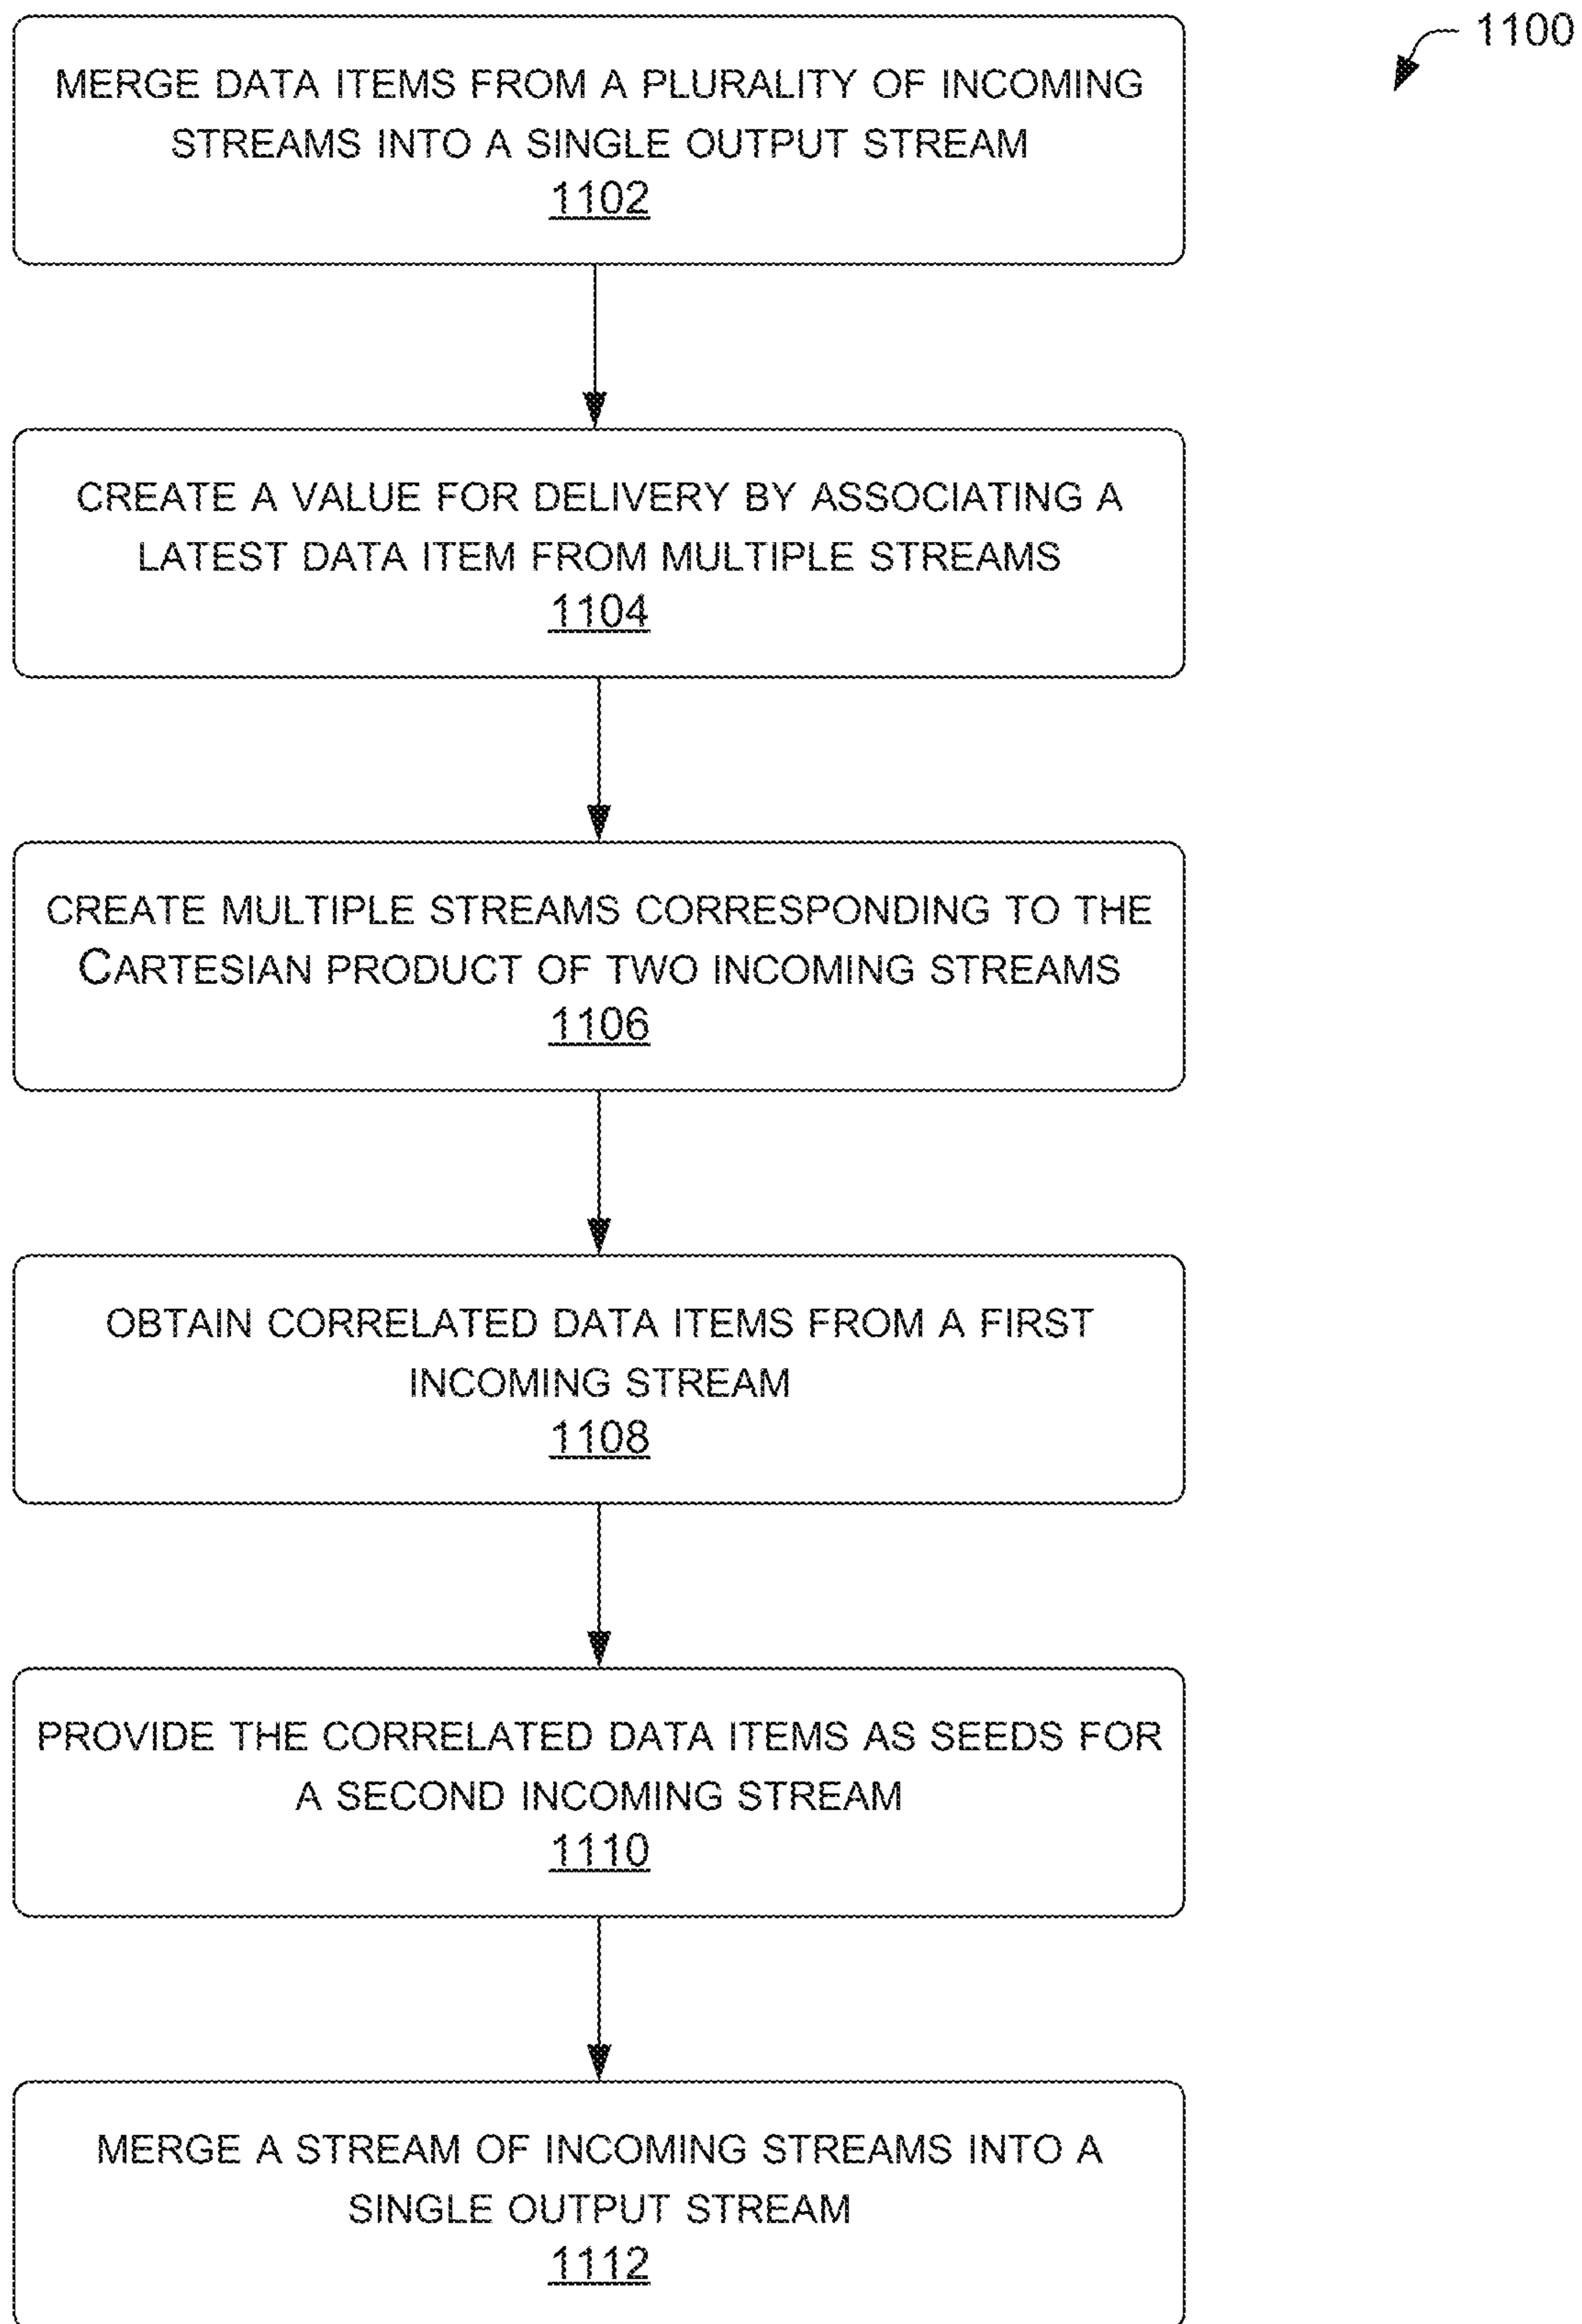 1100
MERGE DATA ITEMS FROM A PLURALITY OF INCOMING
STREAMS INTO A SINGLE OUTPUT STREAM
1102
CREATE A VALUE FOR DELIVERY BY ASSOCIATING A
LATEST DATA ITEM FROM MULTIPLE STREAMS
1104
CREATE MULTIPLE STREAMS CORRESPONDING TO THE
CARTESIAN PRODUCT OF TWO INCOMING STREAMS
1106
OBTAIN CORRELATED DATA ITEMS FROM A FIRST
INCOMING STREAM
1108
PROVIDE THE CORRELATED DATA ITEMS AS SEEDS FOR
A SECOND INCOMING STREAM
1110
MERGE A STREAM OF INCOMING STREAMS INTO A
SINGLE OUTPUT STREAM
1112